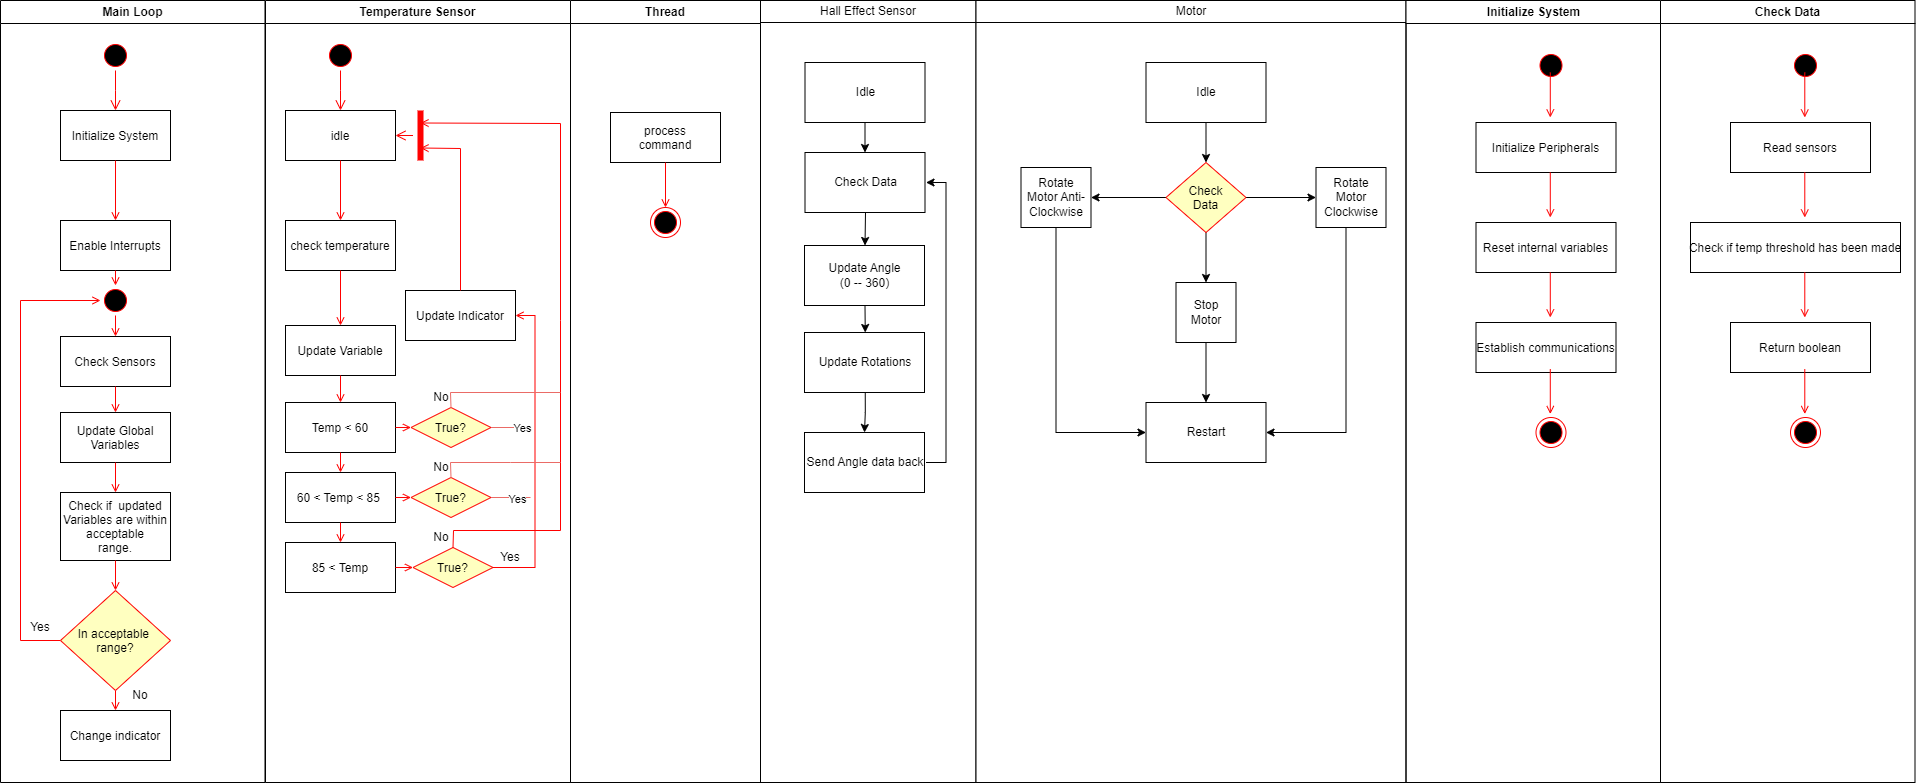 Main Loop
Initialize System
Enable Interrupts
Check Sensors
Update Global
Variables
Check if  updated
Variables are within
acceptable
range.
In acceptable
range?
Yes
No
Change indicator
Temperature Sensor
idle
check temperature
Update Indicator
Update Variable
No
Temp < 60
True?
Yes
No
60 < Temp < 85
True?
Yes
No
85 < Temp
True?
Yes
Thread
process
command
Hall Effect Sensor
Idle
Check Data
Update Angle
(0 -- 360)
Update Rotations
Send Angle data back
Motor
Idle
Check
Data
Rotate
Motor Anti-
Clockwise
Rotate
Motor
Clockwise
Stop
Motor
Restart
Initialize System
Initialize Peripherals
Reset internal variables
Establish communications
Check Data
Read sensors
Check if temp threshold has been made
Return boolean